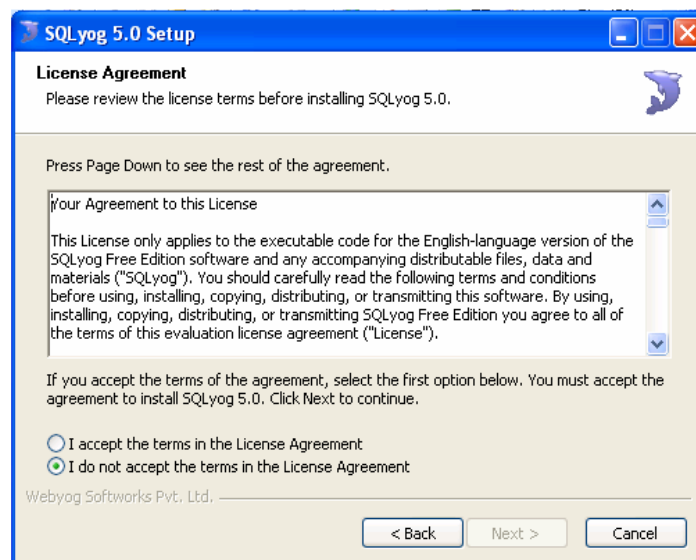 SQLyog 5.0 Setup
License Agreement
Please review the license terms before installing SQLyog 5.0.
Press Page Down to see the rest of the agreement.
Your Agreement to this License
This License only applies to the executable code for the English-language version of the
SQLyog Free Edition software and any accompanying distributable files, data and
materials ("SQLyog"). You should carefully read the following terms and conditions
before using, installing, copying, distributing, or transmitting this software. By using,
installing, copying, distributing, or transmitting SQLyog Free Edition you agree to all of
the terms of this evaluation license agreement ("License").
If you accept the terms of the agreement, select the first option below. You must accept the
agreement to install SQLyog 5.0. Click Next to continue.
I accept the terms in the License Agreement
I do not accept the terms in the License Agreement
Webyog Softworks Pvt. Ltd.
< Back Next > Cancel